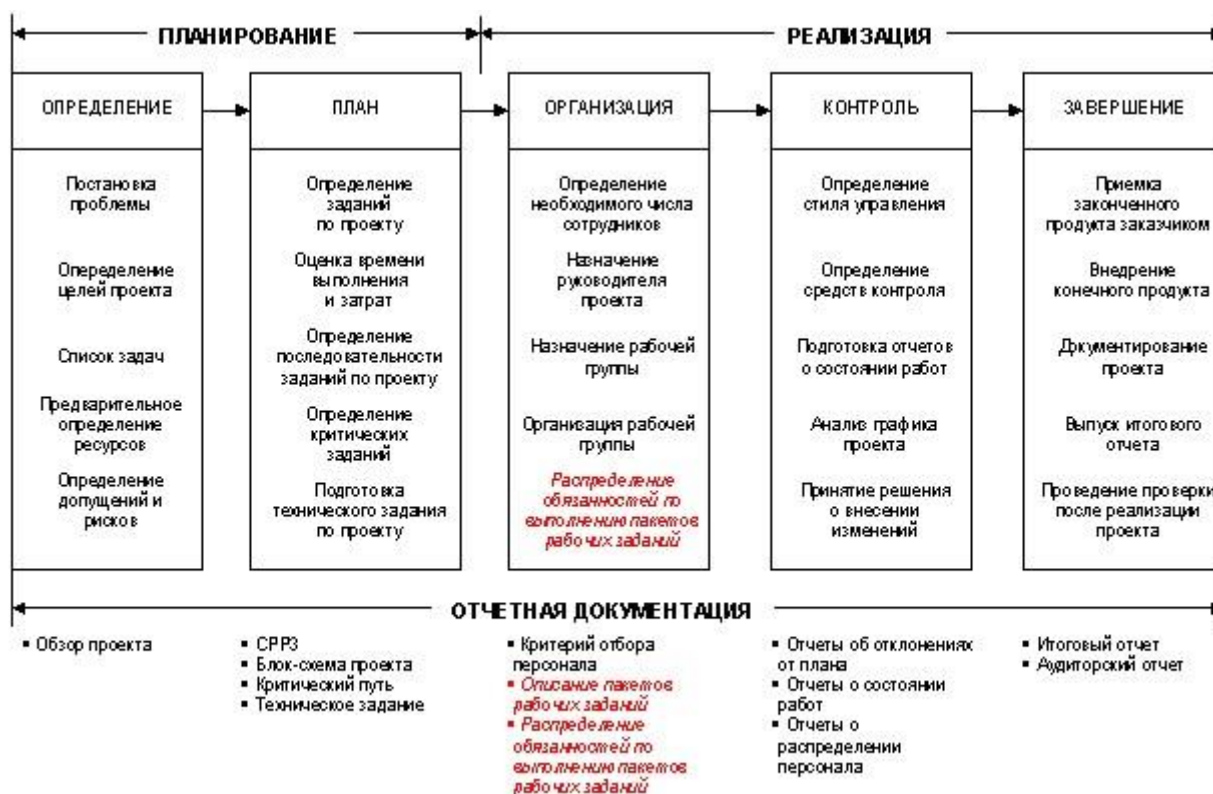 ПЛАНИРОВАНИЕ
РЕАЛИЗАЦИЯ
ОПРЕДЕЛЕНИЕ
Постановка
проблемы
Опеределение
целей проекта
Список задач
Предварительное
определение
ресурсов
Определение
допущений и
рисков
ПЛАН
Определение
заданий
по проекту
Оценка времени
выполнения
и затрат
Определение
последовательности
заданий по проекту
Определение
критических
заданий
Подготовка
технического задания
по проекту
ОРГАНИЗАЦИЯ
Определение
необходимого числа
сотрудников
Назначение
руководителя
проекта
Назначение рабочей
группы
Организация рабочей
группы
Распределение
обязанностей по
выполнению пакетов
рабочих заданий
КОНТРОЛЬ
Определение
стиля управления
Определение
средств контроля
Подготовка отчетов
о состоянии работ
Анализ графика
проекта
Принятие решения
о внесении
изменений
ЗАВЕРШЕНИЕ
Приемка
законченного
продукта заказчиком
Внедрение
конечного продукта
Документирование
проекта
Выпуск итогового
отчета
Проведение проверки
после реализации
проекта
ОТЧЕТНАЯ ДОКУМЕНТАЦИЯ
▪ Обзор проекта
▪ СРРЗ
▪ Блок-схема проекта
▪ Критический путь
▪ Техническое задание
▪ Критерий отбора
персонала
▪ Описание пакетов
рабочих заданий
▪ Распределение
обязанностей по
выполнению пакетов
рабочих заданий
▪ Отчеты об отклонениях
от плана
▪ Отчеты о состоянии
работ
▪ Отчеты о
распределении
персонала
▪ Итоговый отчет
▪ Аудиторский отчет